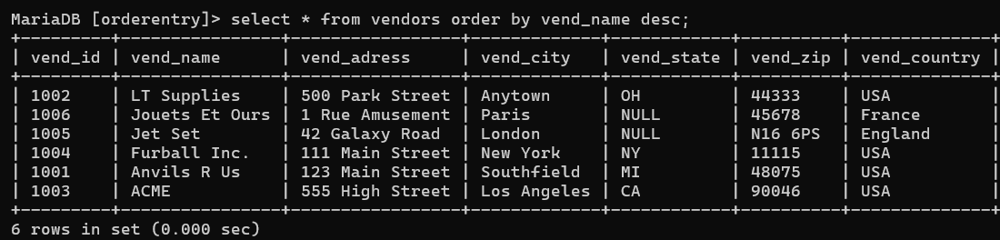 MariaDB [orderentry]> select * from vendors order by vend_name desc;
+---------+----------------+-----------------+-------------+------------+----------+--------------+
| vend_id | vend_name      | vend_adress     | vend_city   | vend_state | vend_zip | vend_country |
+---------+----------------+-----------------+-------------+------------+----------+--------------+
| 1002    | LT Supplies    | 500 Park Street | Anytown     | OH         | 44333    | USA          |
| 1006    | Jouets Et Ours | 1 Rue Amusement | Paris       | NULL       | 45678    | France       |
| 1005    | Jet Set        | 42 Galaxy Road  | London      | NULL       | N16 6PS  | England      |
| 1004    | Furball Inc.   | 111 Main Street | New York    | NY         | 11115    | USA          |
| 1001    | Anvils R Us    | 123 Main Street | Southfield  | MI         | 48075    | USA          |
| 1003    | ACME           | 555 High Street | Los Angeles | CA         | 90046    | USA          |
+---------+----------------+-----------------+-------------+------------+----------+--------------+
6 rows in set (0.000 sec)